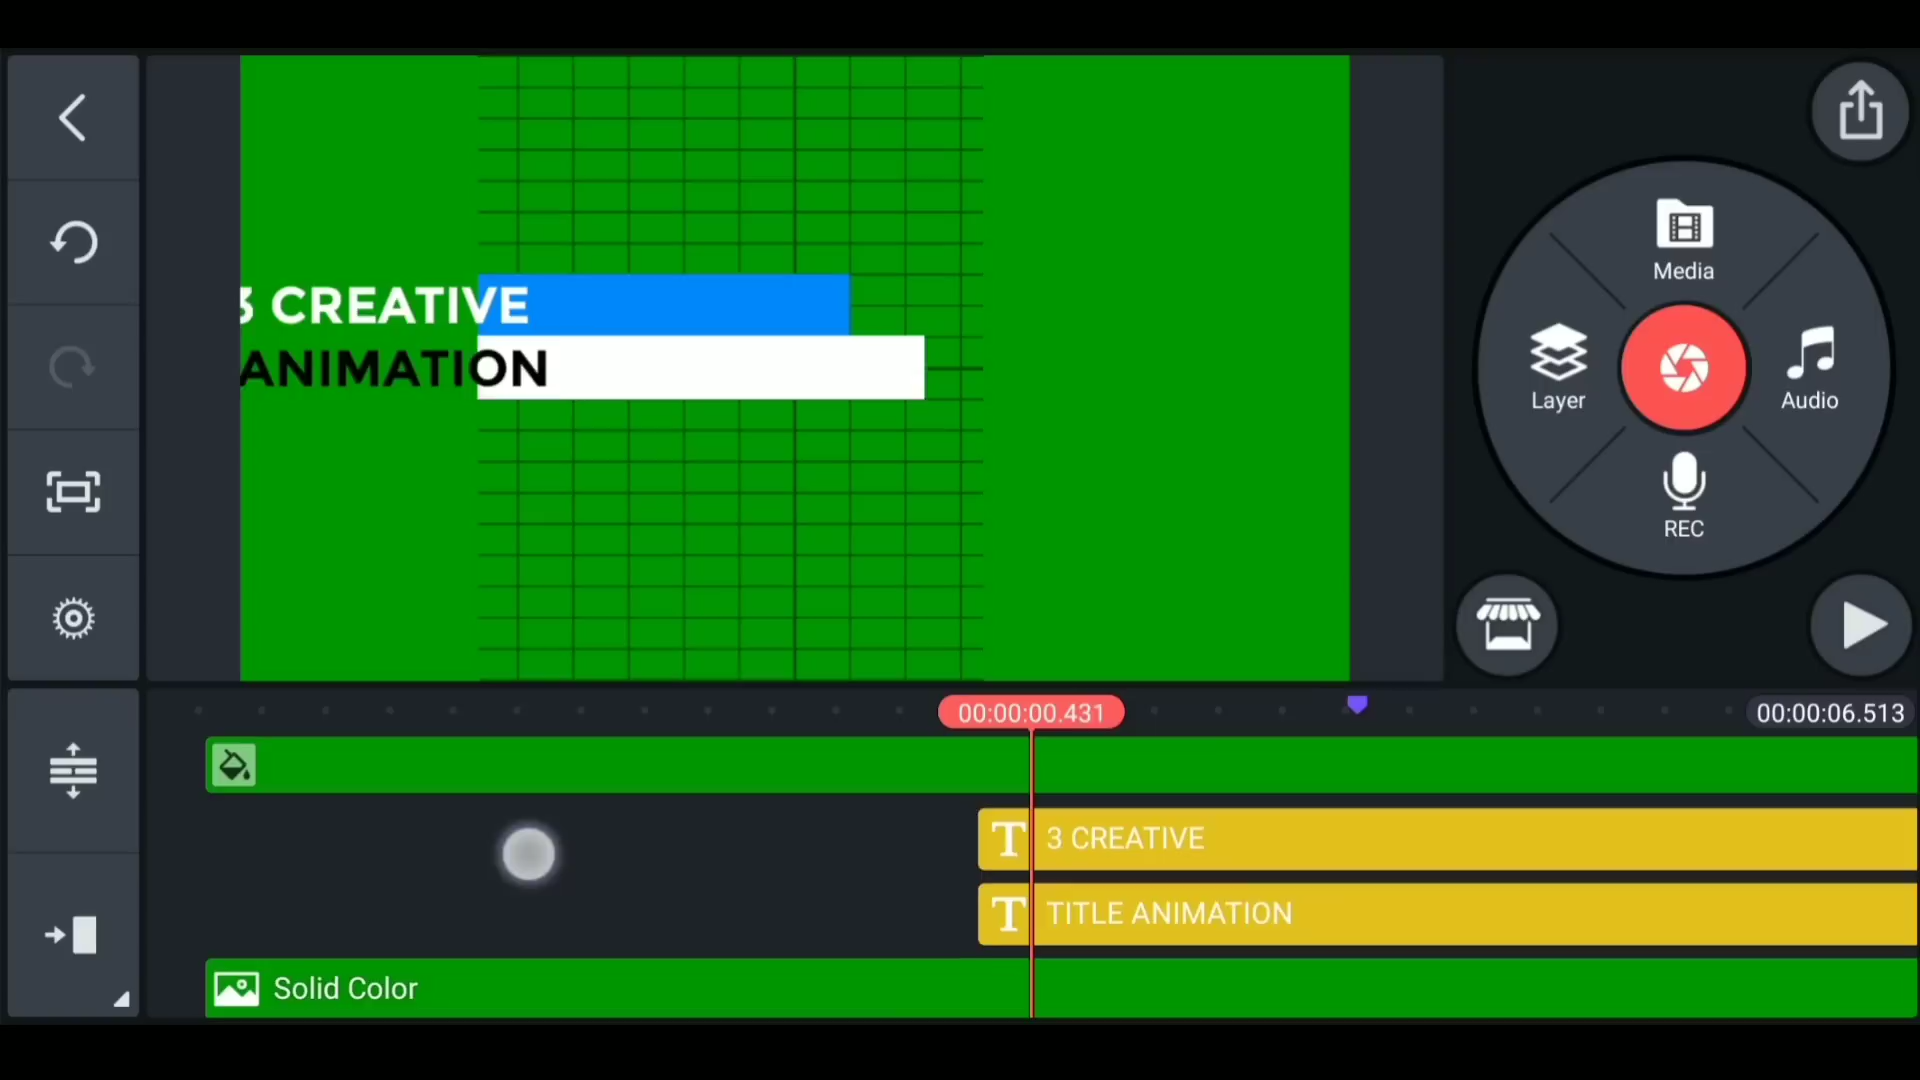 Media
3 CREATIVE
ANIMATION
Layer
Audio
REC
00:00:00.431
00:00:06.513
3 CREATIVE
TITLE ANIMATION
Solid Color